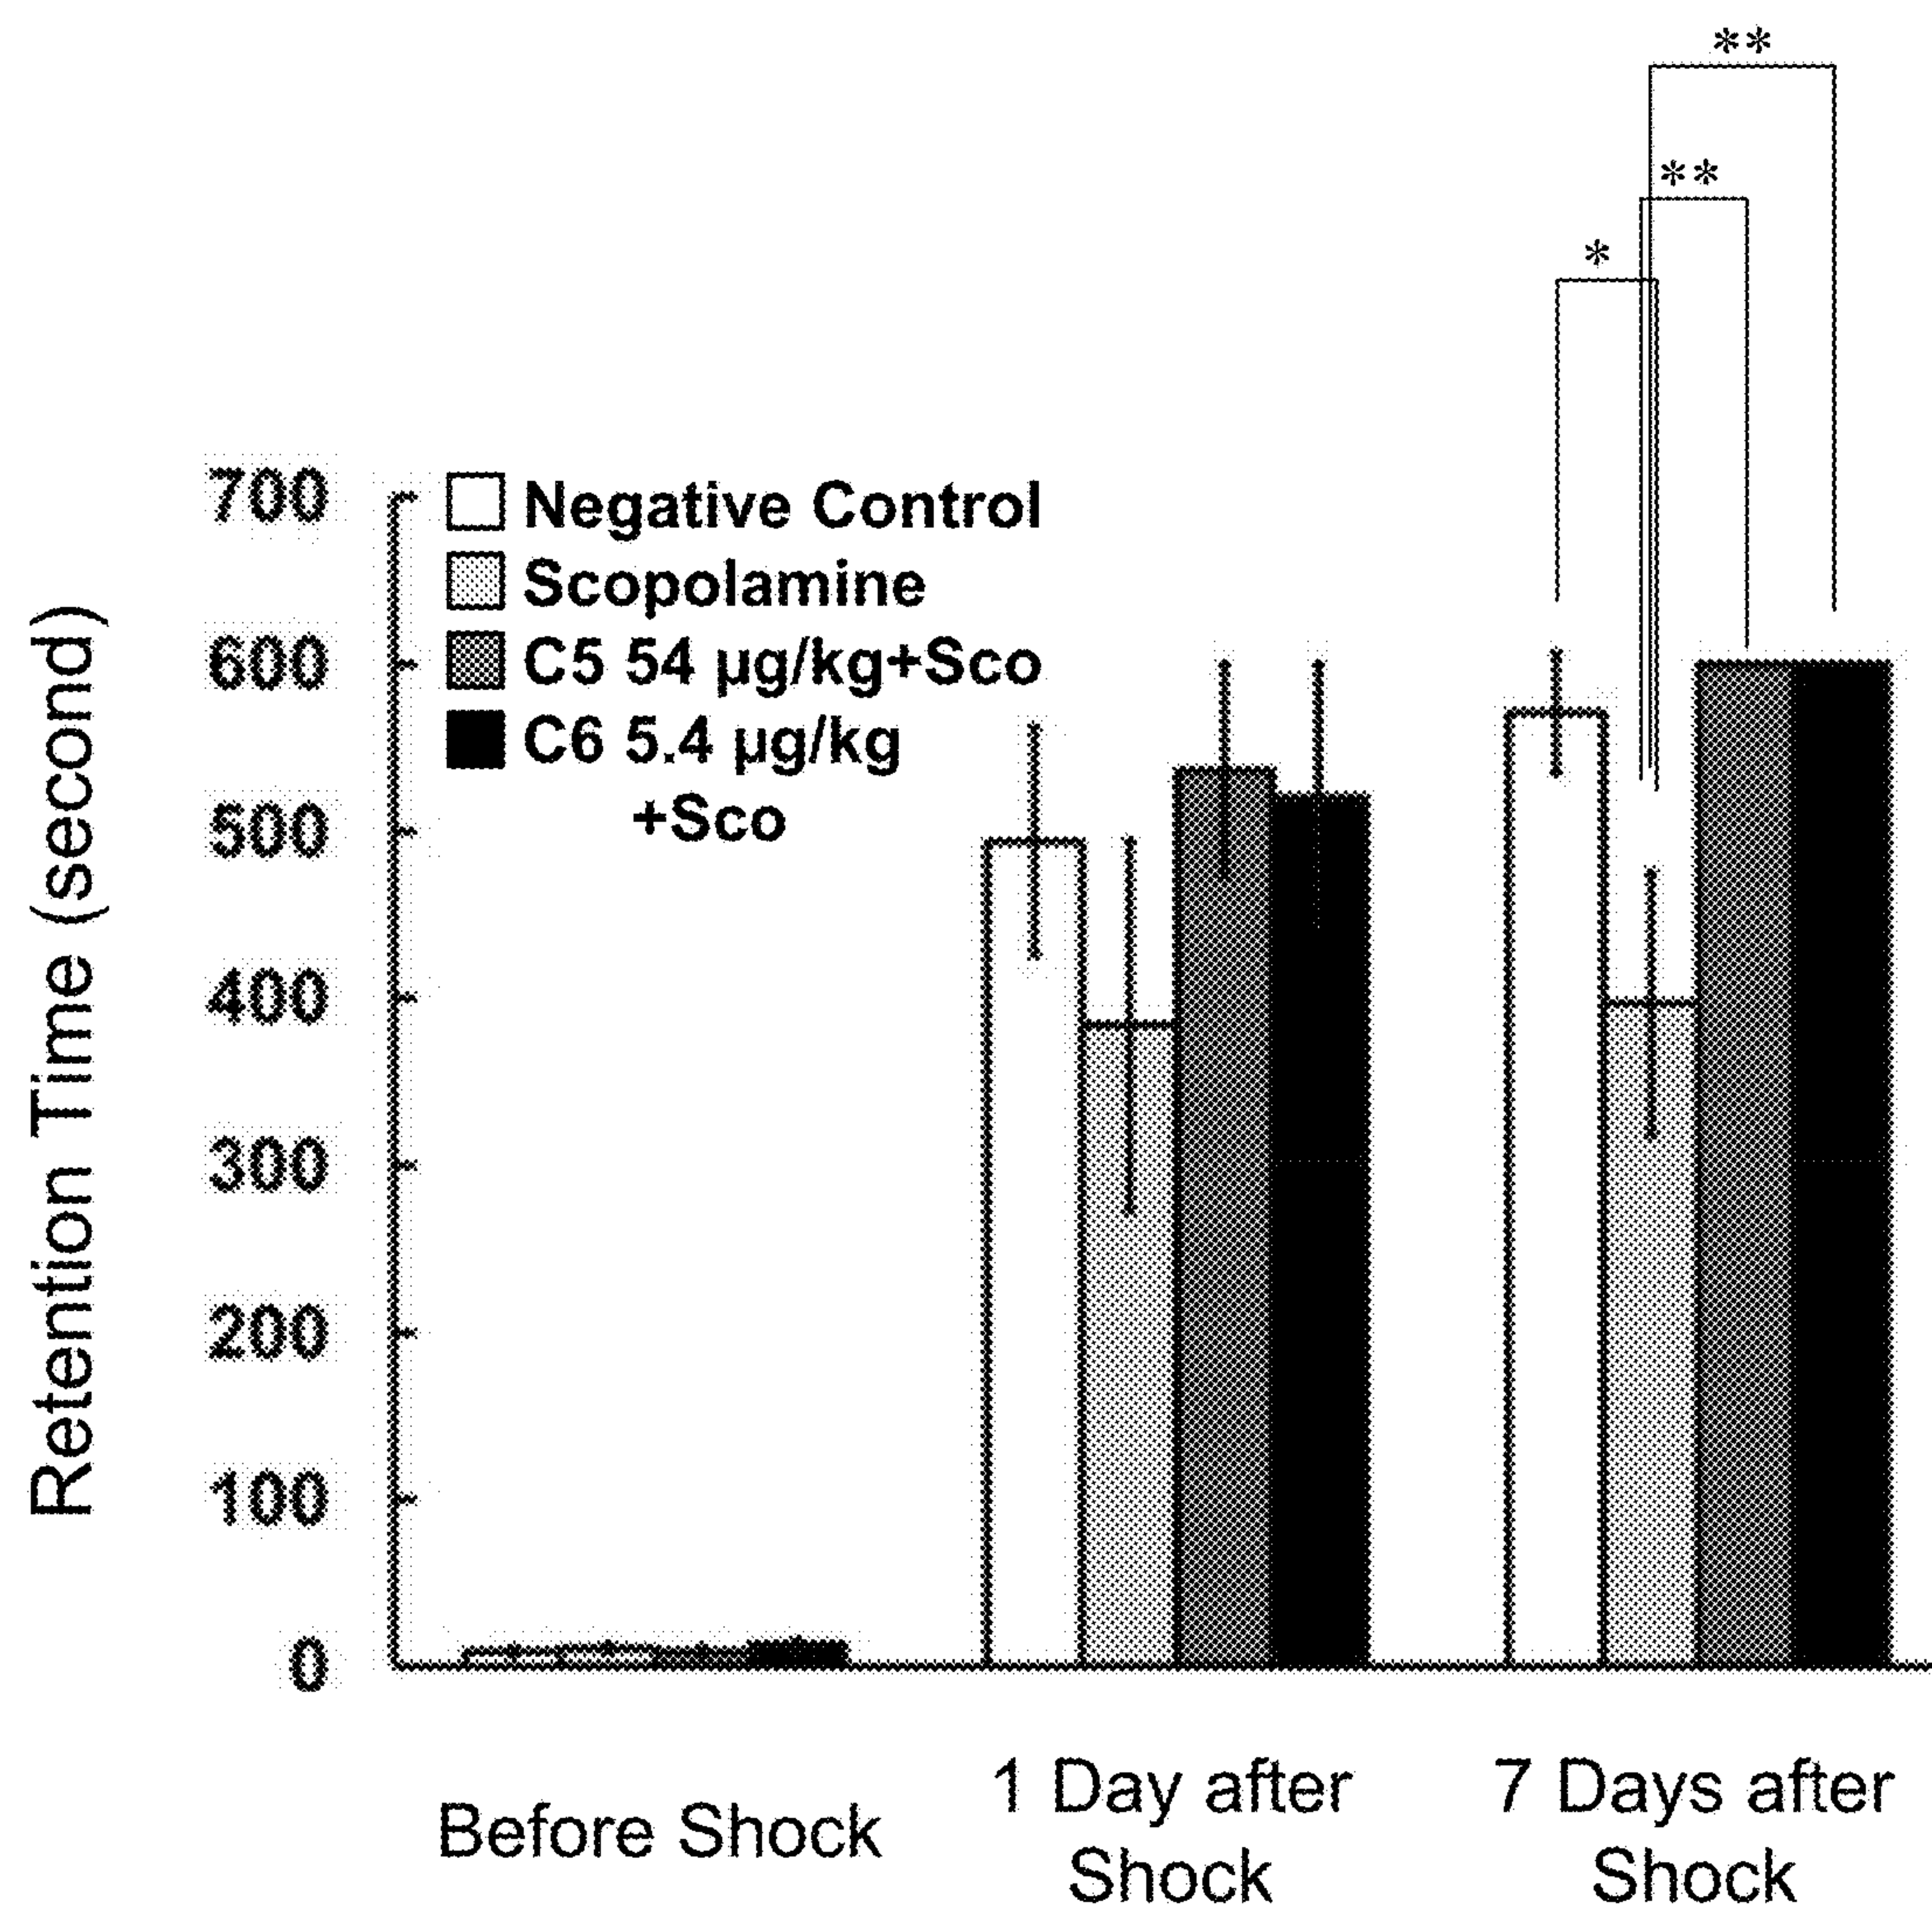 **
**
*
700
600
500
400
300
200
100
0
Retention Time (second)
Negative Control
Scopolamine
C5 54 µg/kg+Sco
C6 5.4 µg/kg
+Sco
Before Shock
1 Day after
Shock
7 Days after
Shock